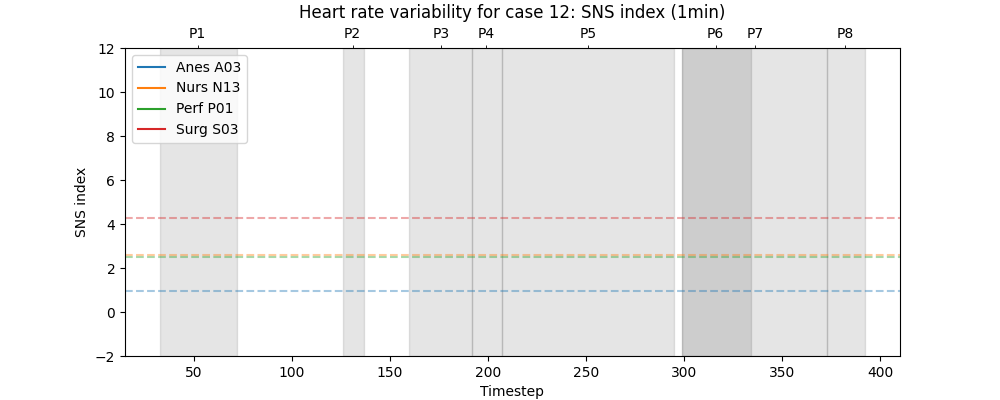 Heart rate variability for case 12: SNS index (1min)
P1 P2 P3 P4 P5 P6 P7 P8
12
10
8
6
4
2
0
−2
SNS index
Anes A03
Nurs N13
Perf P01
Surg S03
50 100 150 200 250 300 350 400
Timestep